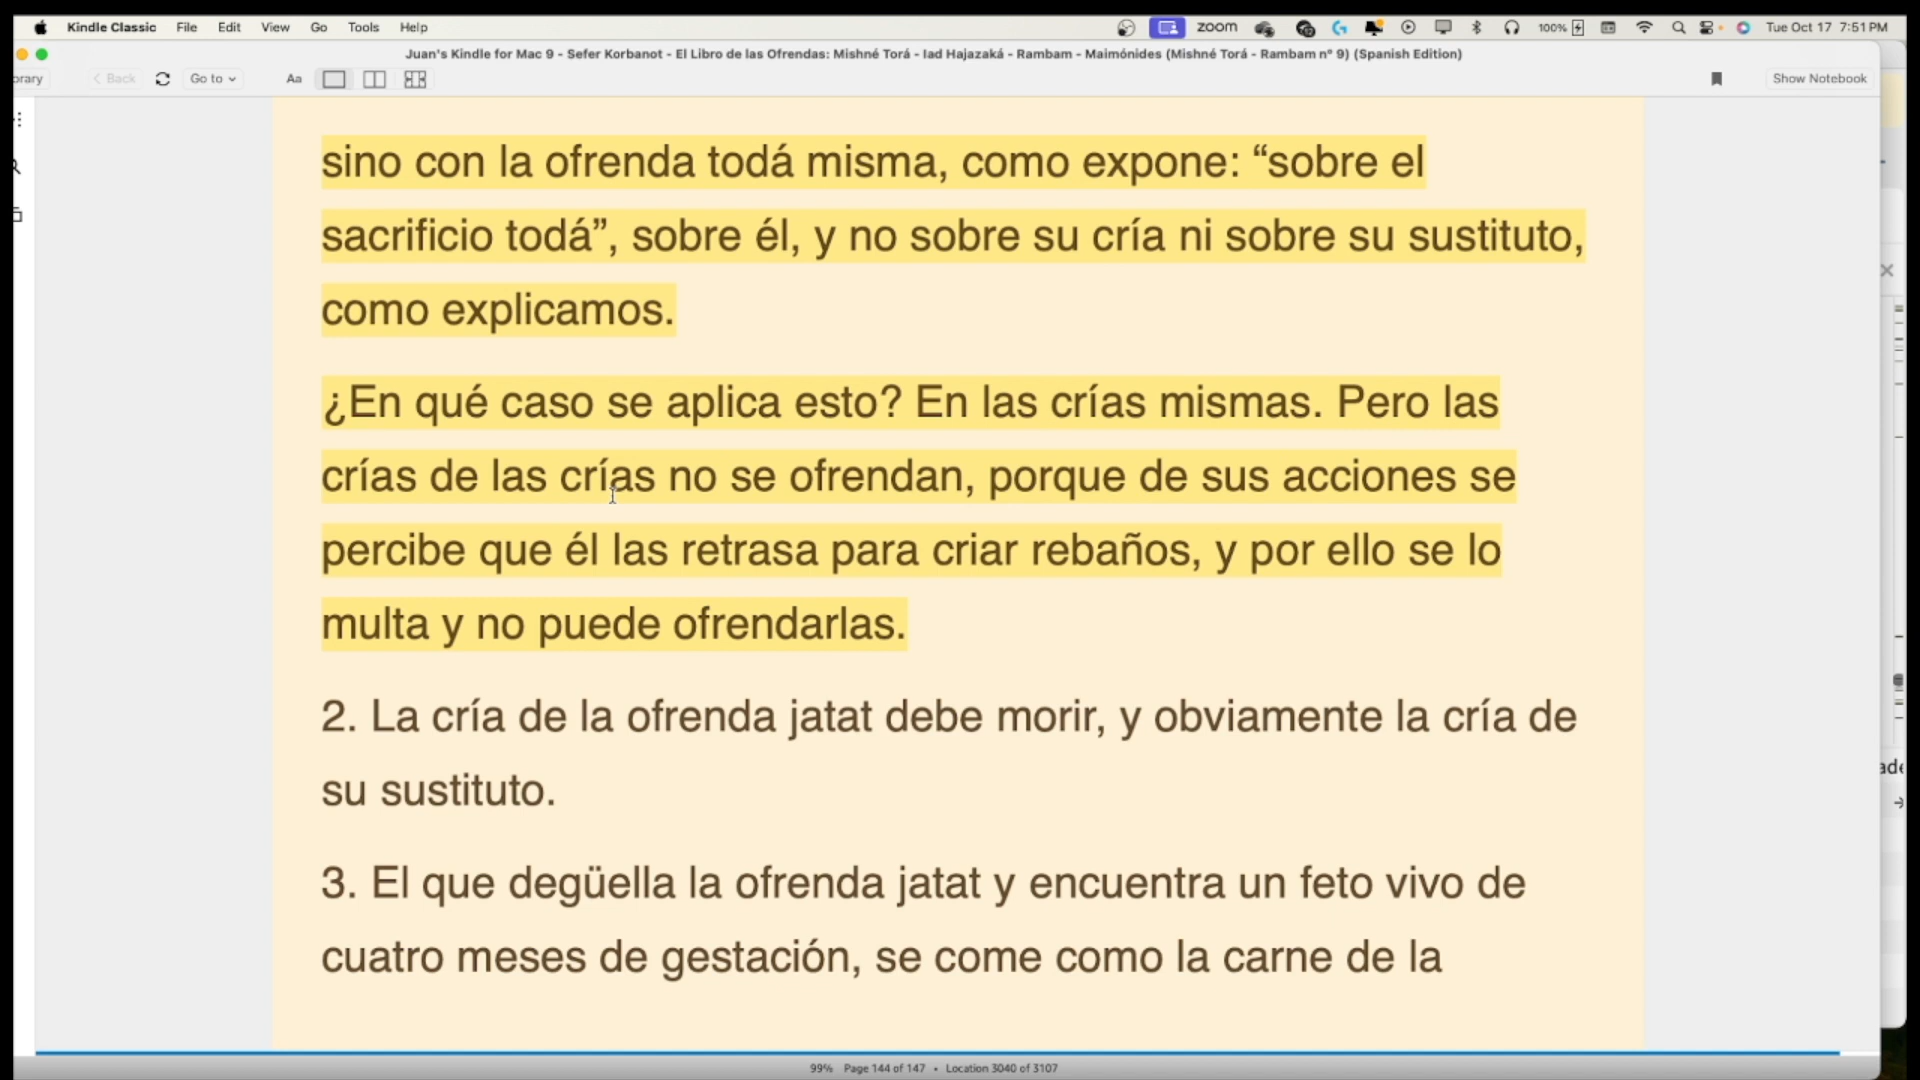 Kindle Classic File Edit View Go Tools Help zoom 100% Tue Oct 17 7:51 PM
Juan's Kindle for Mac 9 - Sefer Korbanot - El Libro de las Ofrendas: Mishné Torá - Iad Hajazaká - Rambam - Maimónides (Mishné Torá - Rambam nº 9) (Spanish Edition)
brary < Back Go to Aa Show Notebook
sino con la ofrenda todá misma, como expone: “sobre el
sacrificio todá”, sobre él, y no sobre su cría ni sobre su sustituto,
como explicamos.
¿En qué caso se aplica esto? En las crías mismas. Pero las
crías de las crías no se ofrendan, porque de sus acciones se
percibe que él las retrasa para criar rebaños, y por ello se lo
multa y no puede ofrendarlas.
2. La cría de la ofrenda jatat debe morir, y obviamente la cría de
su sustituto.
3. El que degüella la ofrenda jatat y encuentra un feto vivo de
cuatro meses de gestación, se come como la carne de la
99% Page 144 of 147 • Location 3040 of 3107